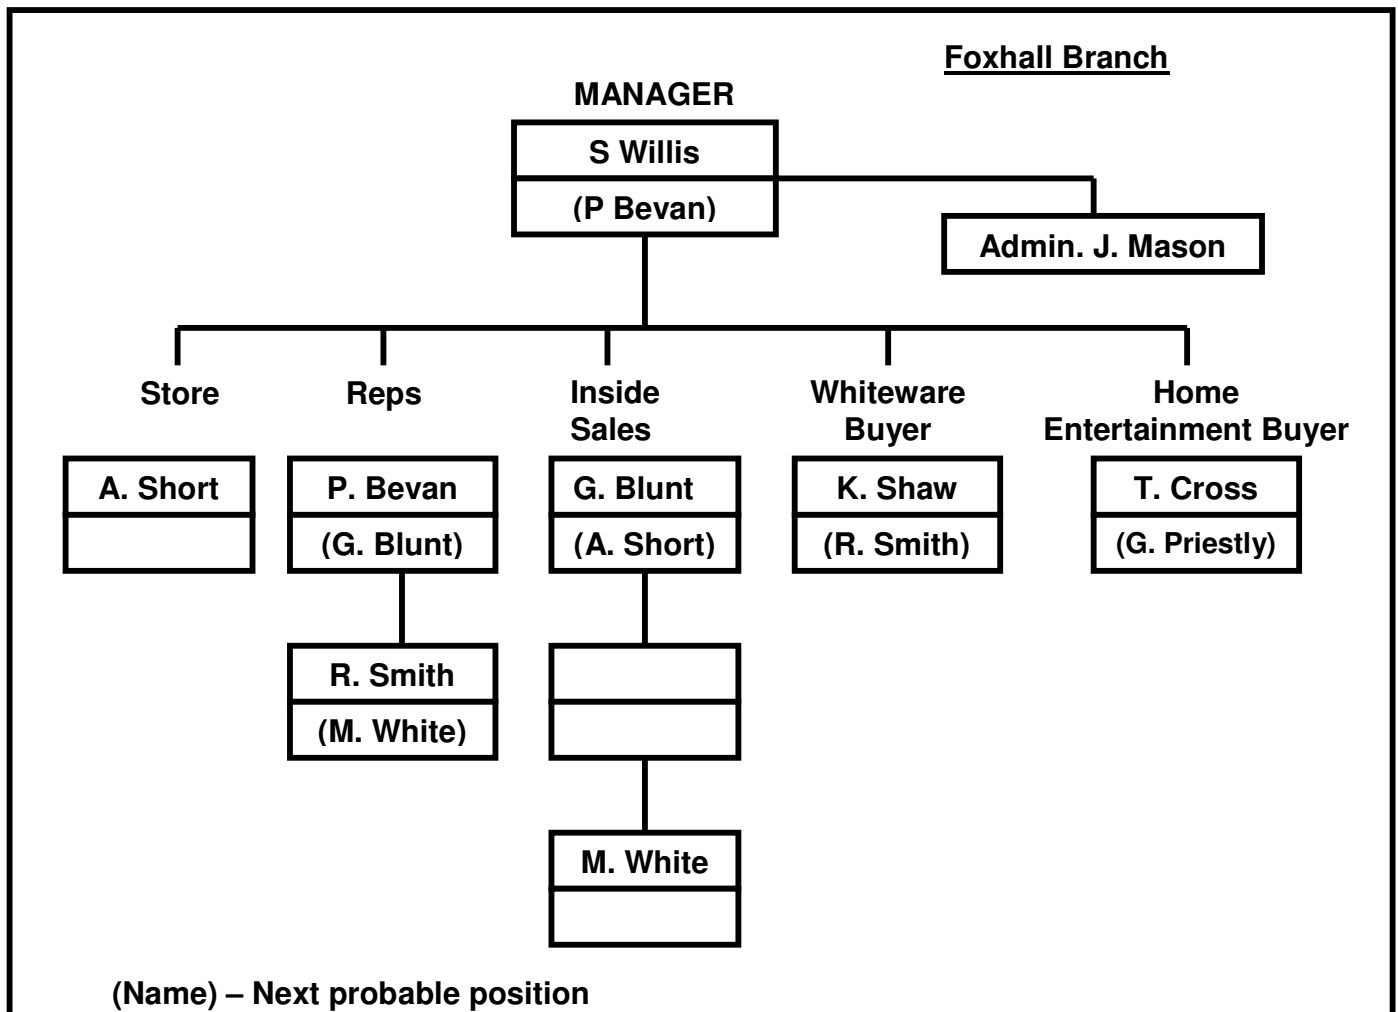 Foxhall Branch
MANAGER
S Willis
(P Bevan)
Admin. J. Mason
Store
Reps
Inside
Sales
Whiteware
Buyer
Home
Entertainment Buyer
A. Short
P. Bevan
(G. Blunt)
G. Blunt
(A. Short)
K. Shaw
(R. Smith)
T. Cross
(G. Priestly)
R. Smith
(M. White)
M. White
(Name) – Next probable position